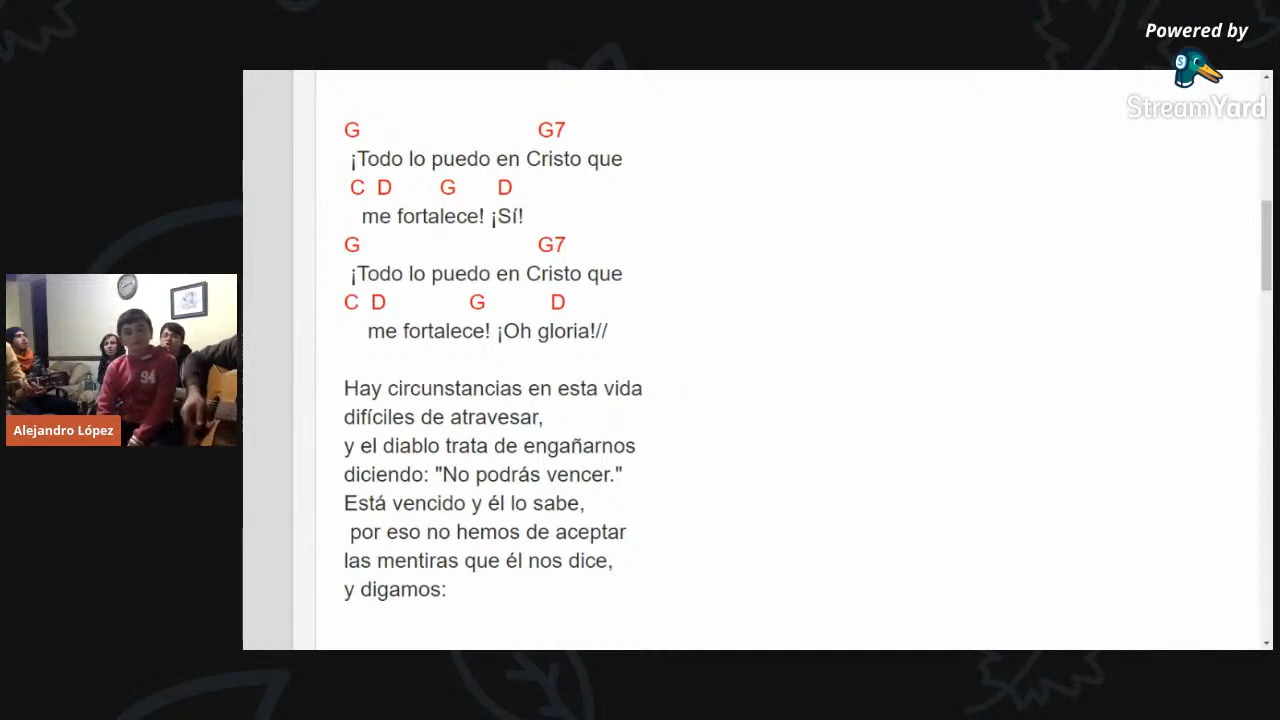 Powered by
StreamYard
G G7
¡Todo lo puedo en Cristo que
C D G D
me fortalece! ¡Sí!
G G7
¡Todo lo puedo en Cristo que
C D G D
me fortalece! ¡Oh gloria!//
Hay circunstancias en esta vida
difíciles de atravesar,
y el diablo trata de engañarnos
diciendo: "No podrás vencer."
Está vencido y él lo sabe,
por eso no hemos de aceptar
las mentiras que él nos dice,
y digamos:
94
Alejandro López